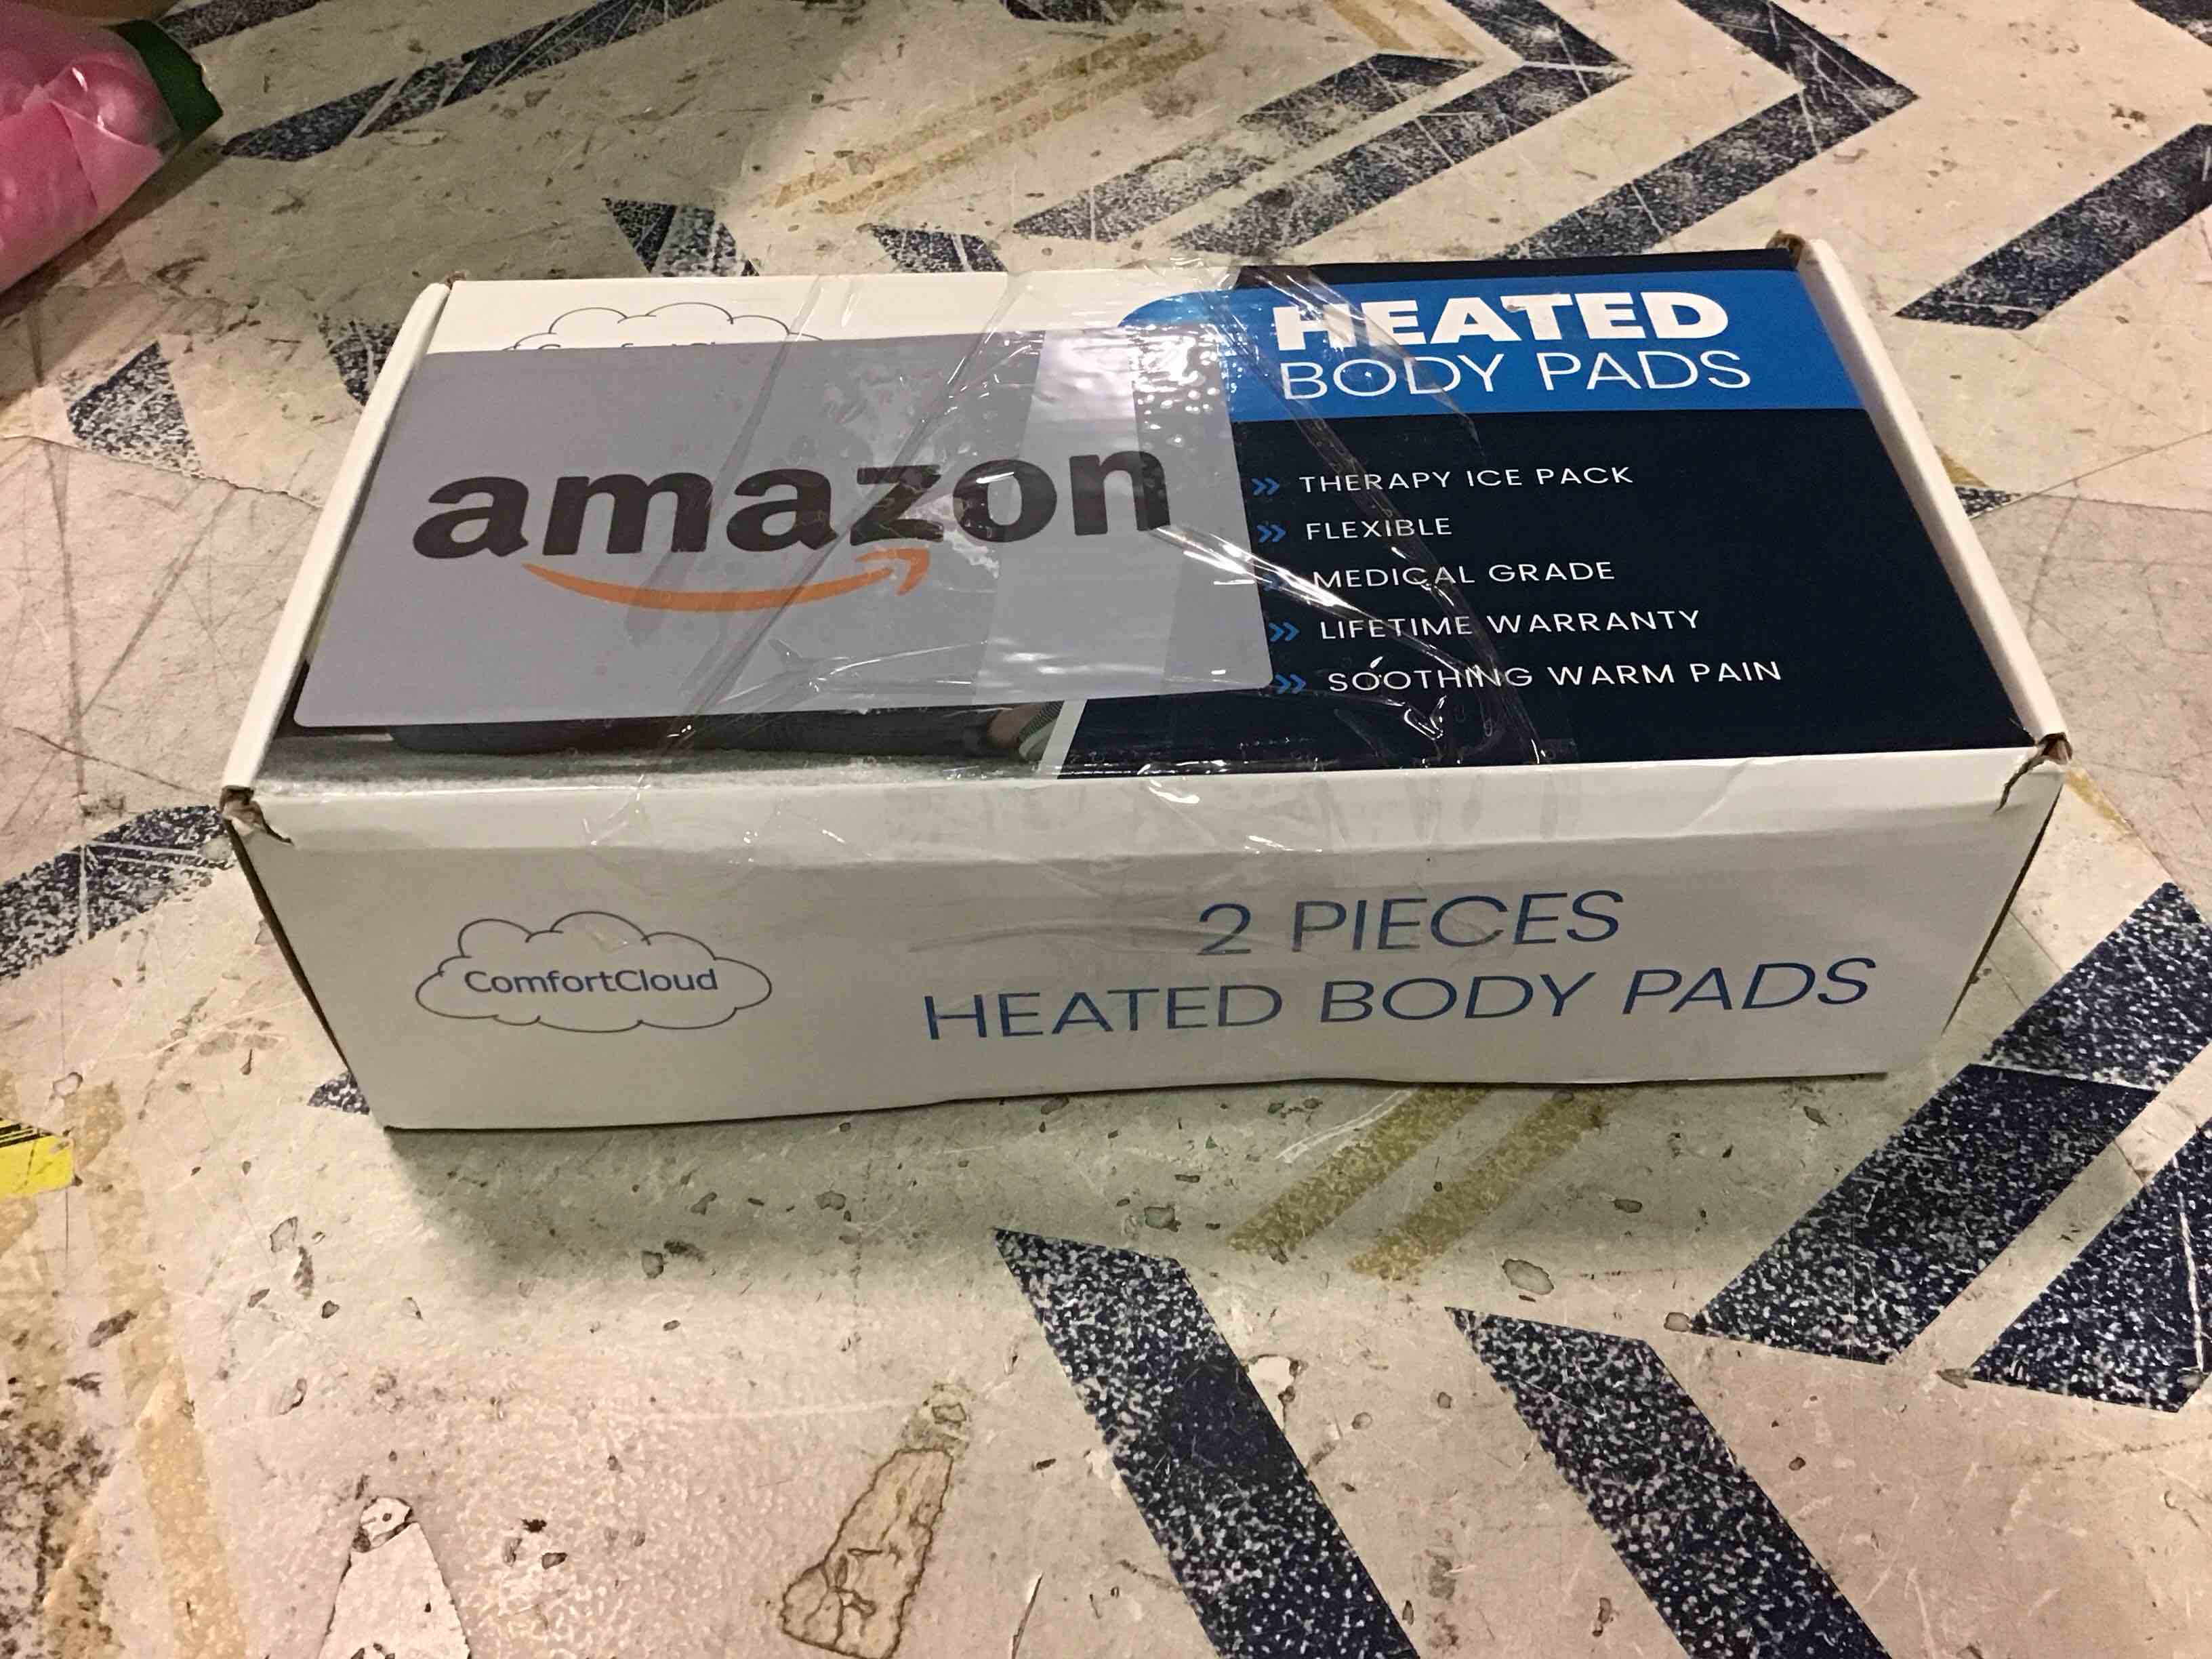 HEATED
BODY PADS
amazon
THERAPY ICE PACK
FLEXIBLE
MEDICAL GRADE
LIFETIME WARRANTY
SOOTHING WARM PAIN
ComfortCloud
2 PIECES
HEATED BODY PADS